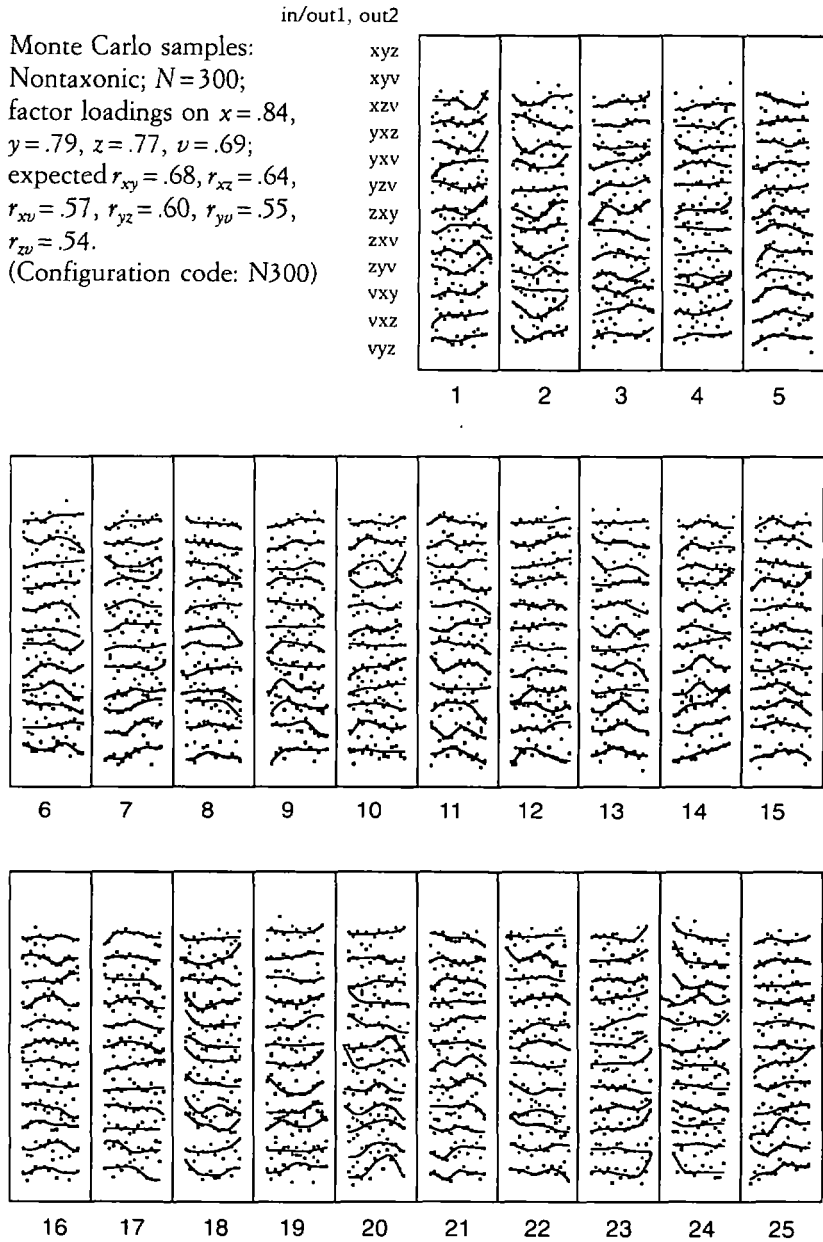 in/out1, out2
Monte Carlo samples:
Nontaxonic; N = 300;
factor loadings on x = .84,
y = .79, z = .77, v = .69;
expected rxy = .68, rxz = .64,
rxv = .57, ryz = .60, ryv = .55,
rzv = .54.
(Configuration code: N300)
xyz
xyv
xzv
yxz
yxv
yzv
zxy
zxv
zyv
vxy
vxz
vyz
1 2 3 4 5
6 7 8 9 10 11 12 13 14 15
16 17 18 19 20 21 22 23 24 25